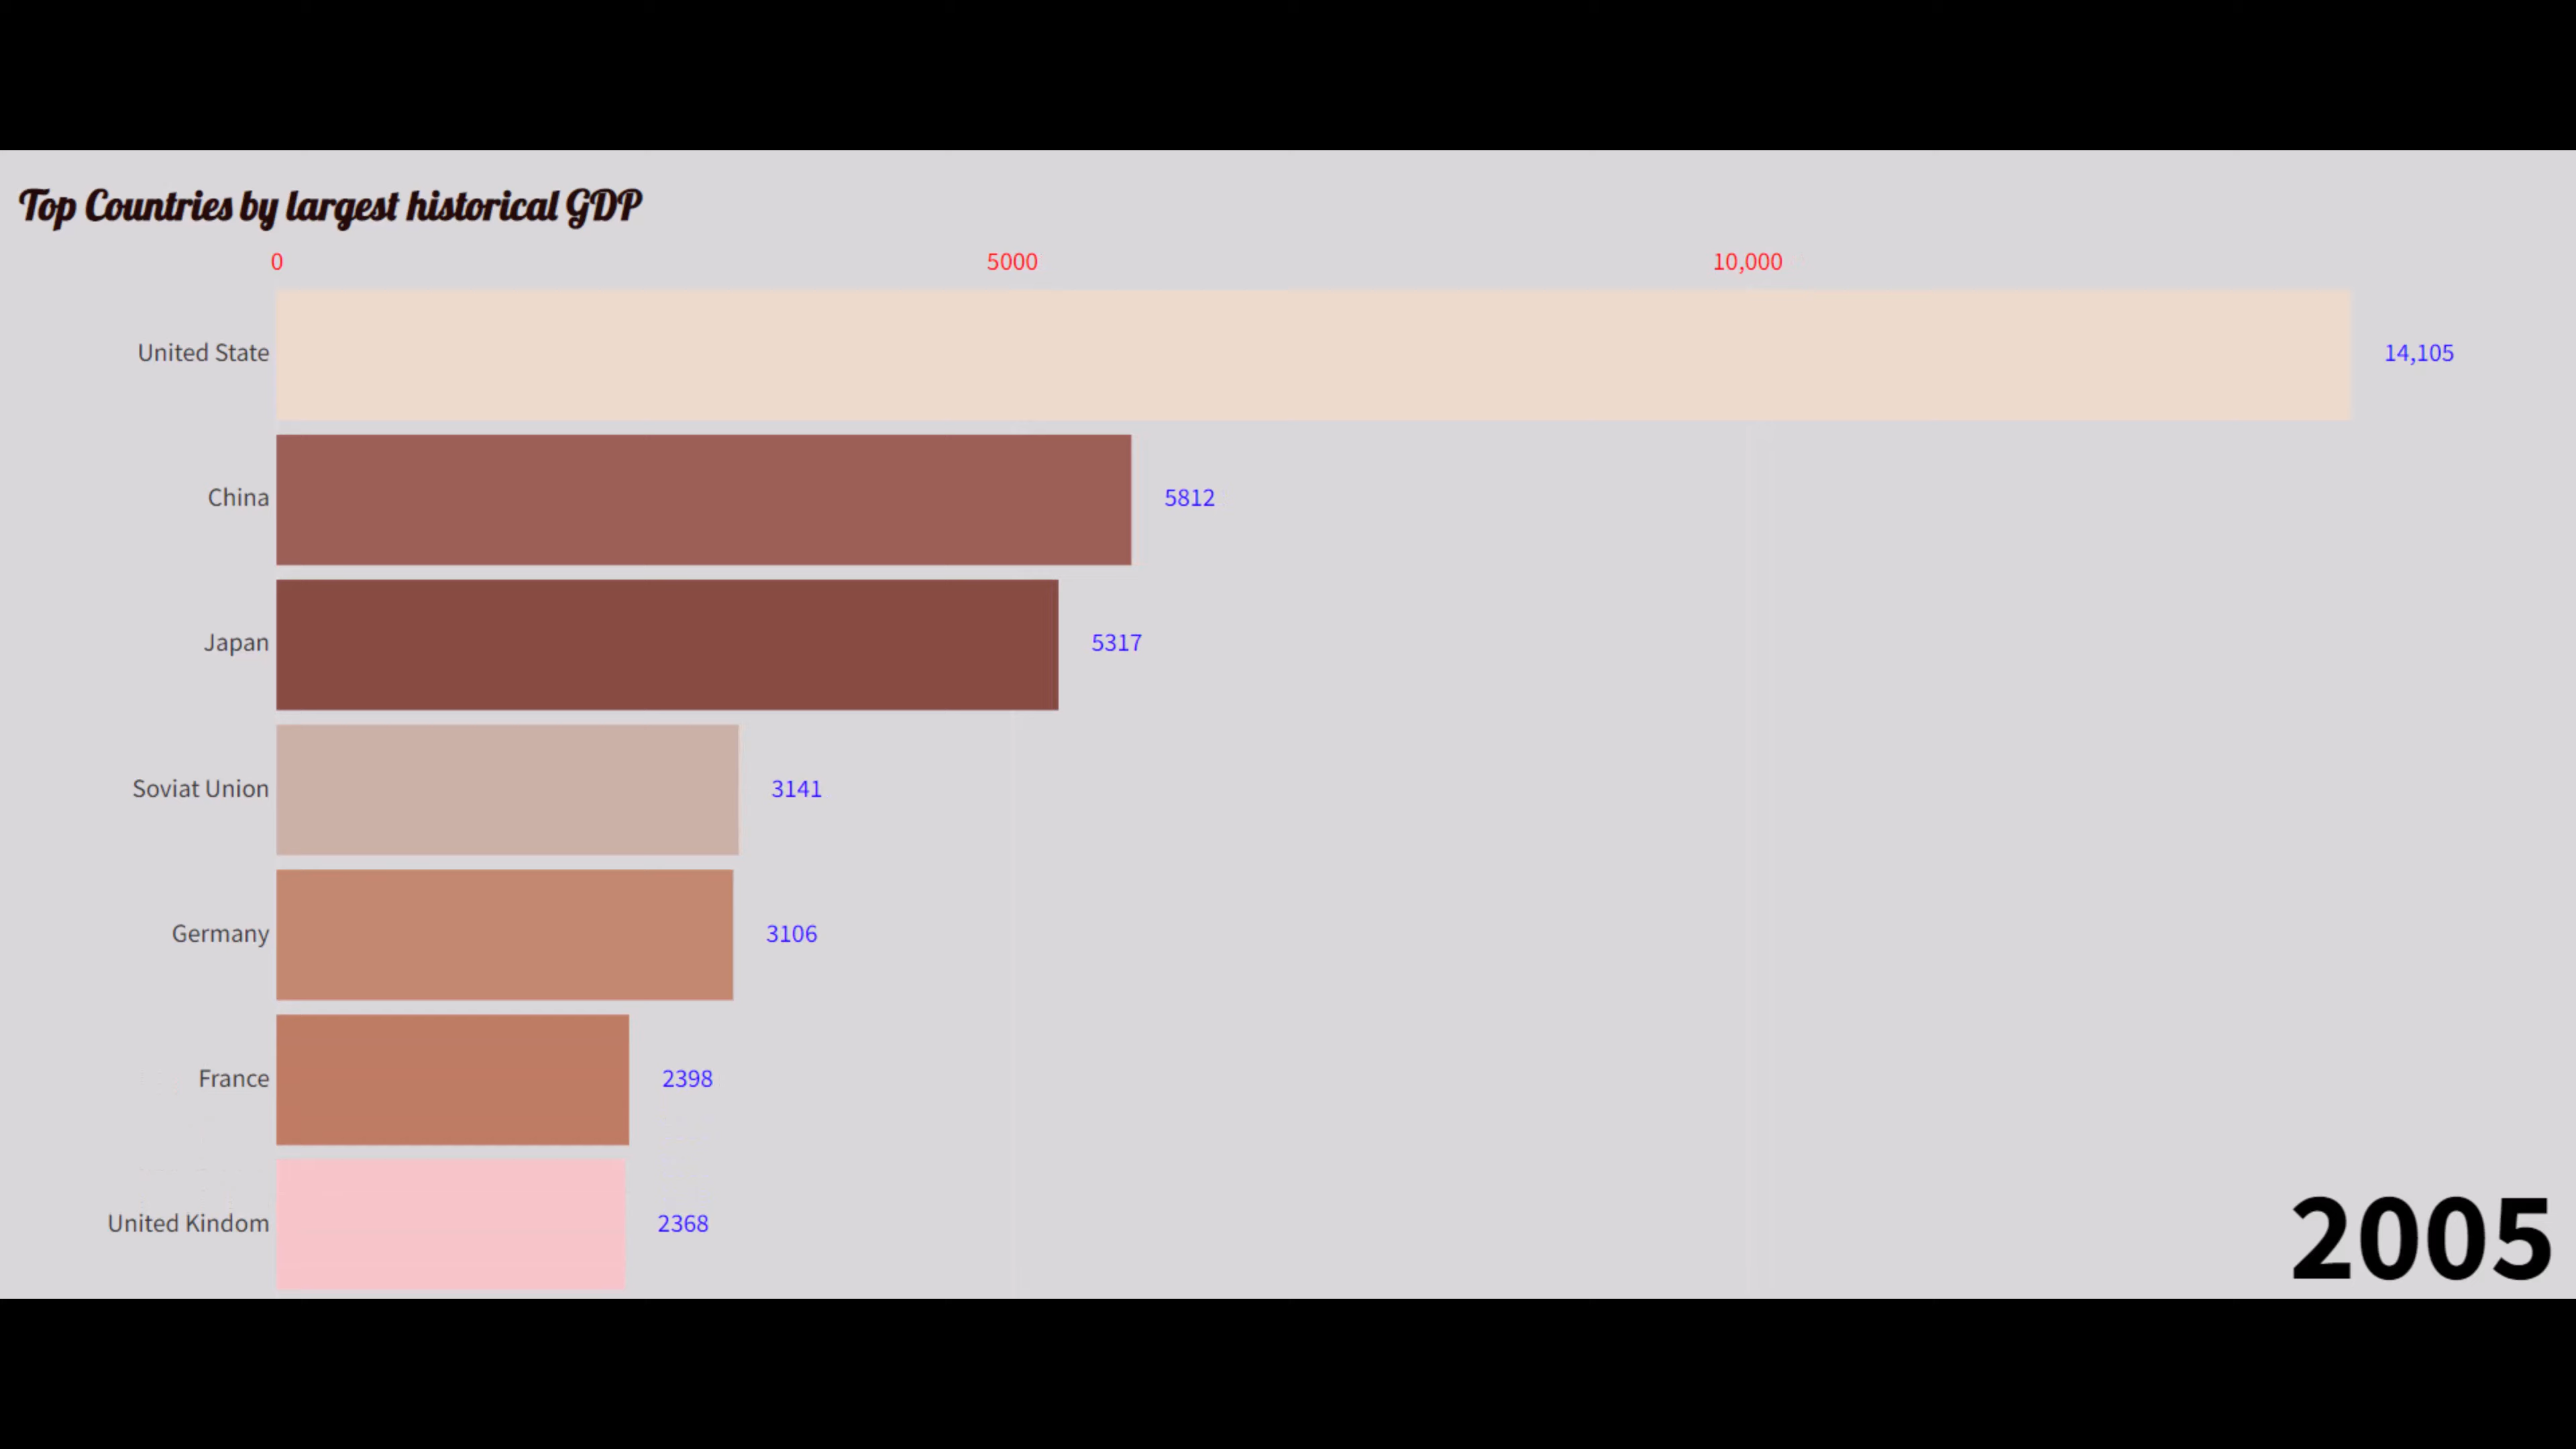 Top Countries by largest historical GDP
0 5000 10,000
United State 14,105
China 5812
Japan 5317
Soviat Union 3141
Germany 3106
France 2398
United Kindom 2368
2005